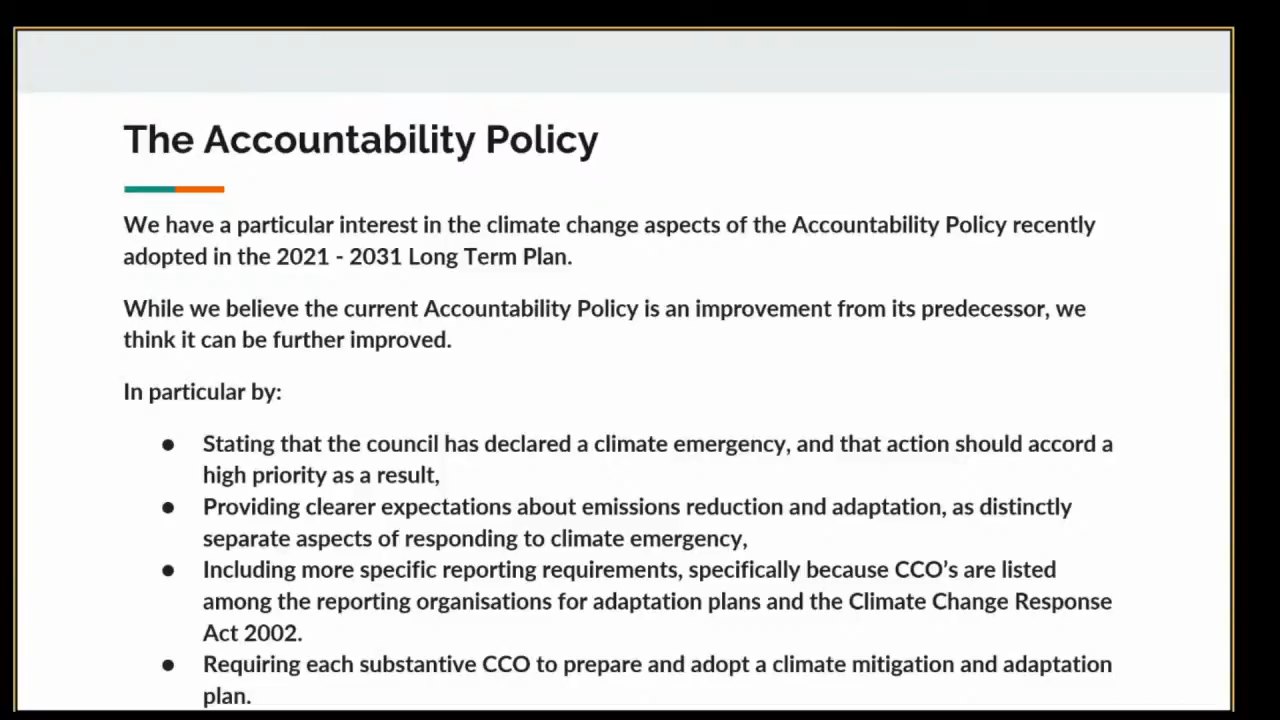 The Accountability Policy
We have a particular interest in the climate change aspects of the Accountability Policy recently
adopted in the 2021 - 2031 Long Term Plan.
While we believe the current Accountability Policy is an improvement from its predecessor, we
think it can be further improved.
In particular by:
● Stating that the council has declared a climate emergency, and that action should accord a
high priority as a result,
● Providing clearer expectations about emissions reduction and adaptation, as distinctly
separate aspects of responding to climate emergency,
● Including more specific reporting requirements, specifically because CCO’s are listed
among the reporting organisations for adaptation plans and the Climate Change Response
Act 2002.
● Requiring each substantive CCO to prepare and adopt a climate mitigation and adaptation
plan.